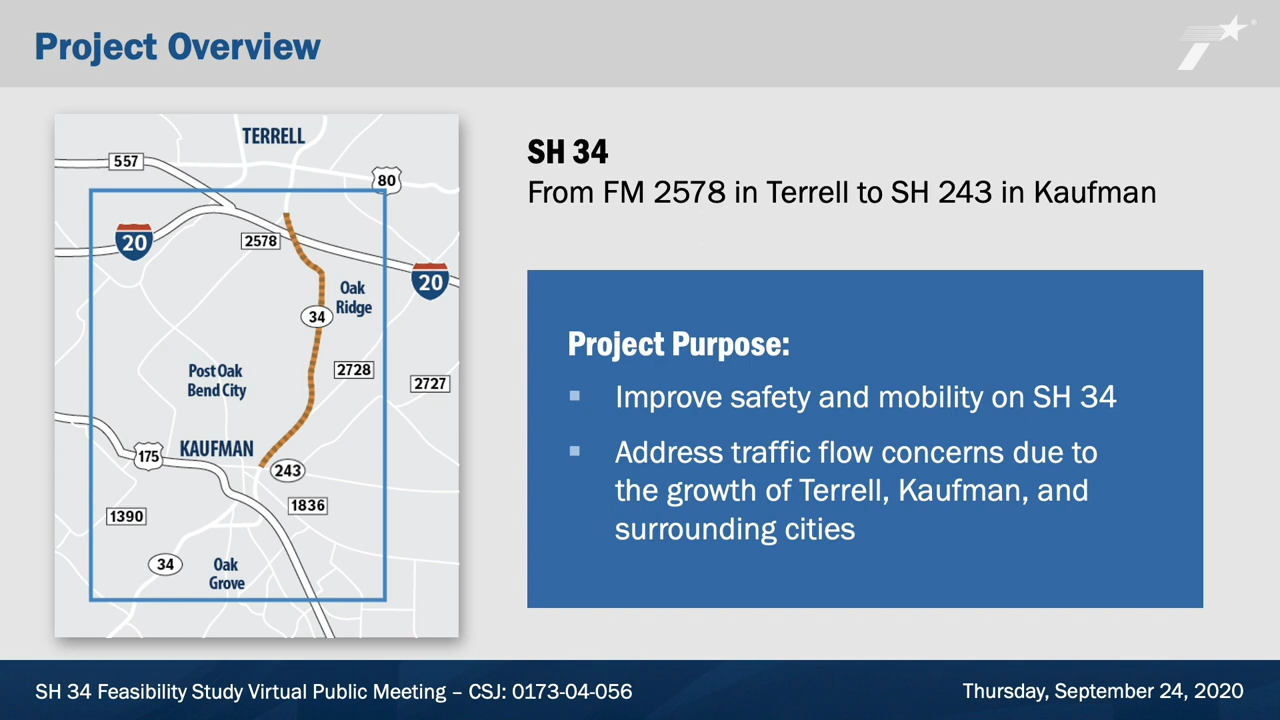 Project Overview
TERRELL
557
80
20
2578
20
Oak
Ridge
34
2728
2727
Post Oak
Bend City
KAUFMAN
175
243
1836
1390
34
Oak
Grove
SH 34
From FM 2578 in Terrell to SH 243 in Kaufman
Project Purpose:
Improve safety and mobility on SH 34
Address traffic flow concerns due to
the growth of Terrell, Kaufman, and
surrounding cities
SH 34 Feasibility Study Virtual Public Meeting – CSJ: 0173-04-056
Thursday, September 24, 2020